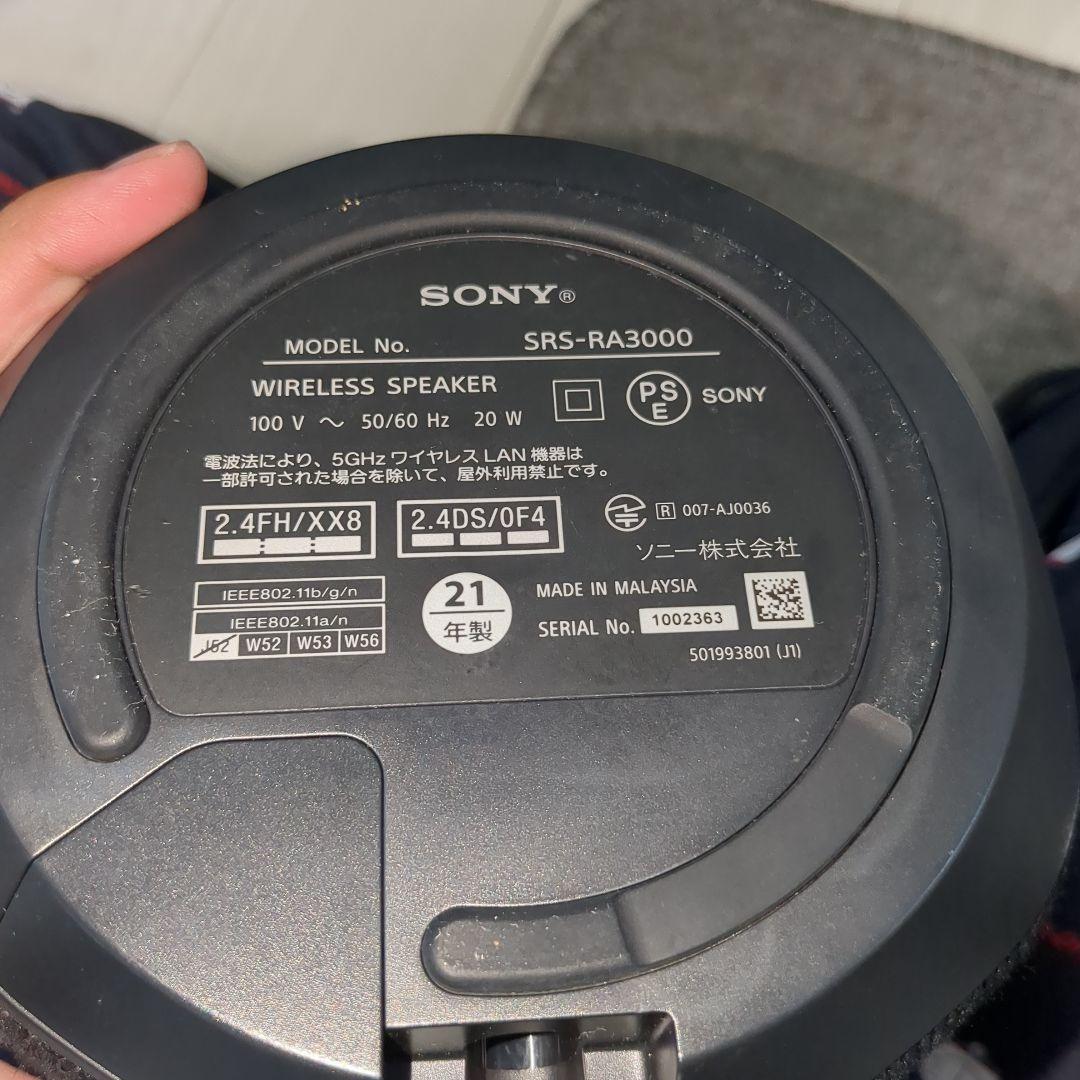 SONY®
MODEL No. SRS-RA3000
WIRELESS SPEAKER
100 V ～ 50/60 Hz 20 W
PS
E
SONY
電波法により、5GHz ワイヤレス LAN 機器は
一部許可された場合を除いて、屋外利用禁止です。
2.4FH/XX8
2.4DS/0F4
R 007-AJ0036
ソニー株式会社
IEEE802.11b/g/n
IEEE802.11a/n
J52 W52 W53 W56
21
年製
MADE IN MALAYSIA
SERIAL No. 1002363
501993801 (J1)